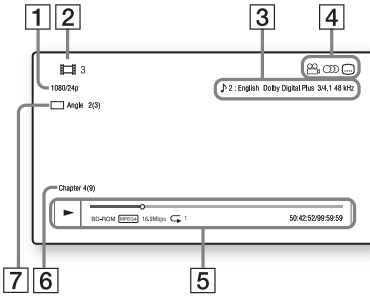 1 2 3 4
3
1080/24p
2 : English Dolby Digital Plus 3/4.1 48 kHz
Angle 2(3)
Chapter 4(9)
BD-ROM MPEG4 16.9Mbps 1 50:42:52/99:59:59
7 6 5